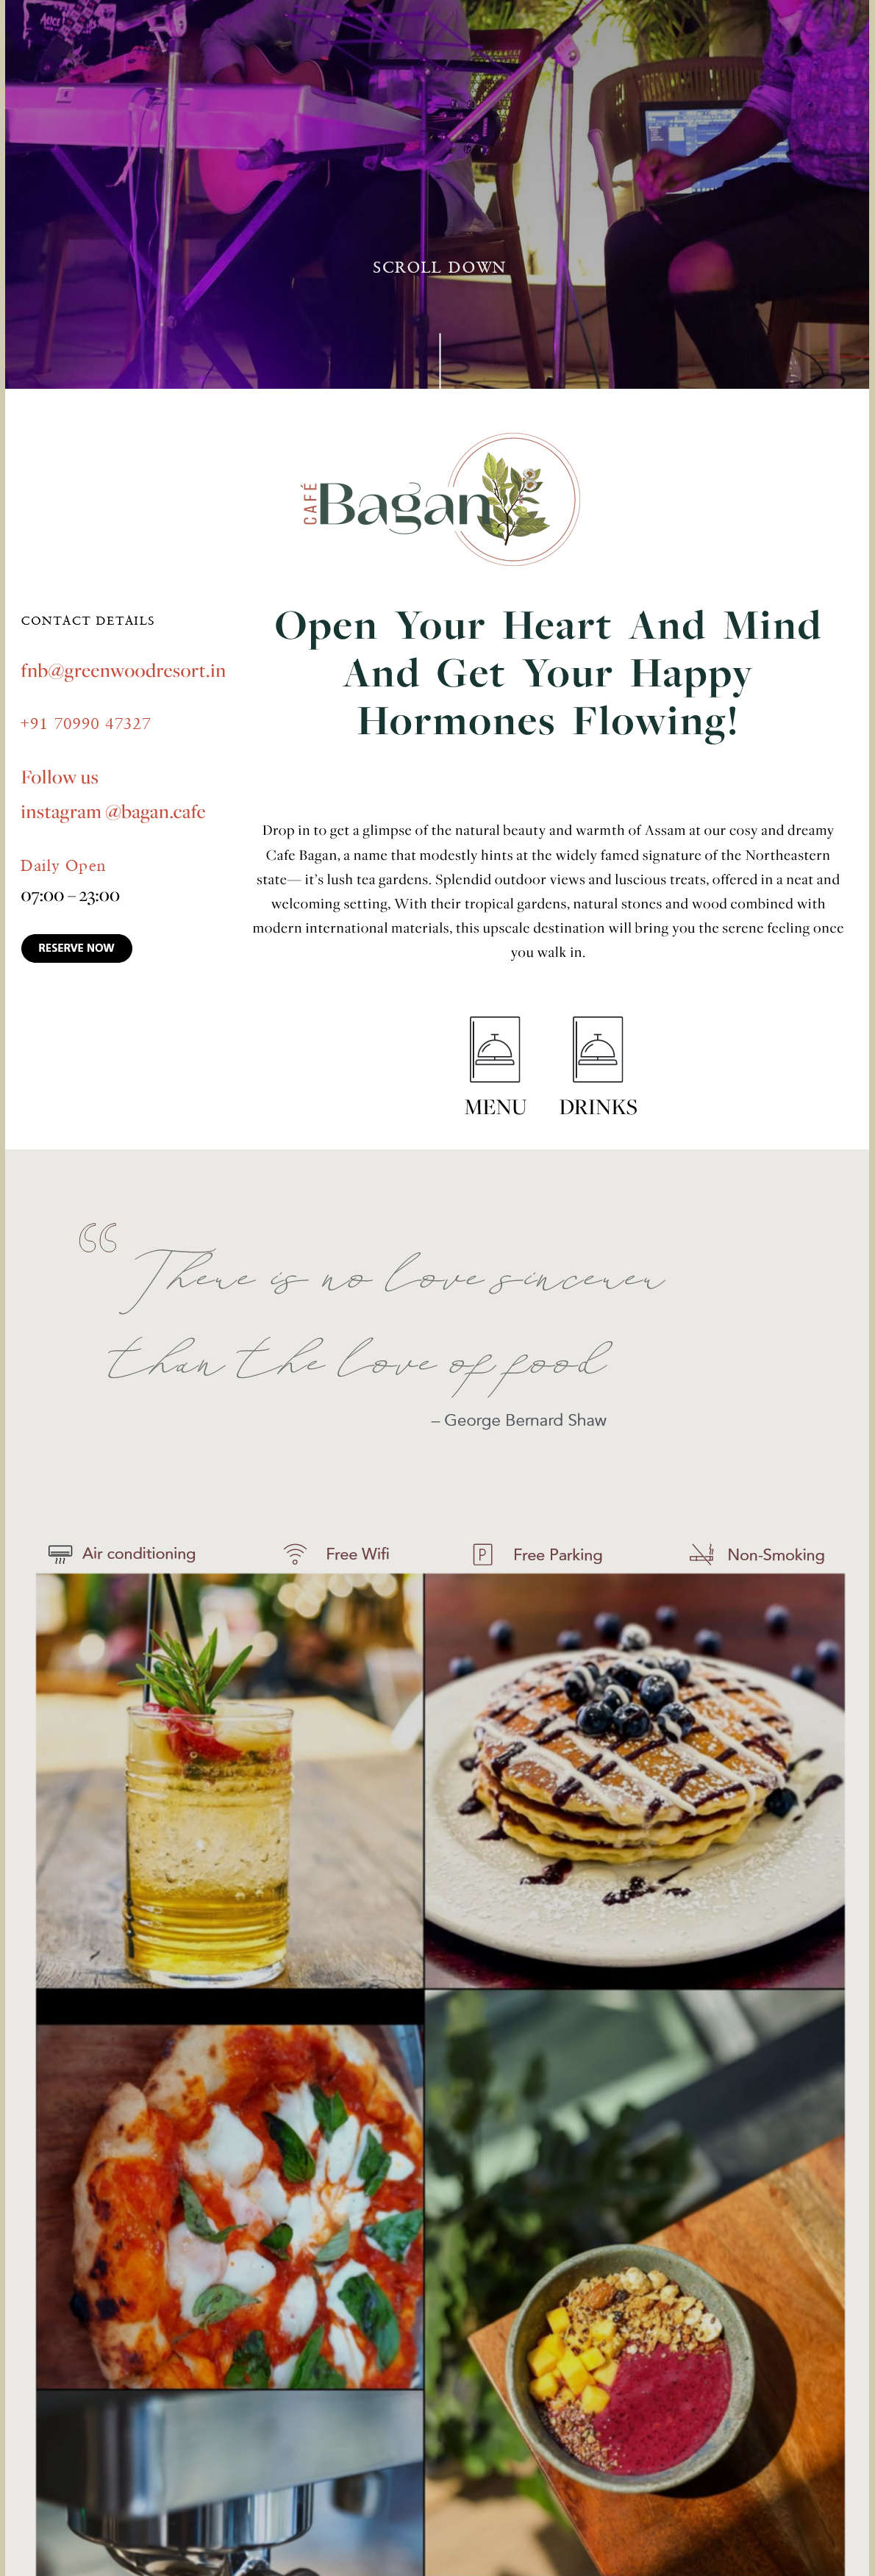 SCROLL DOWN
CAFÉ
Bagan
CONTACT DETAILS
fnb@greenwoodresort.in
+91 70990 47327
Follow us
instagram @bagan.cafe
Daily Open
07:00 – 23:00
RESERVE NOW
Open Your Heart And Mind
And Get Your Happy
Hormones Flowing!
Drop in to get a glimpse of the natural beauty and warmth of Assam at our cosy and dreamy
Cafe Bagan, a name that modestly hints at the widely famed signature of the Northeastern
state— it's lush tea gardens. Splendid outdoor views and luscious treats, offered in a neat and
welcoming setting. With their tropical gardens, natural stones and wood combined with
modern international materials, this upscale destination will bring you the serene feeling once
you walk in.
MENU DRINKS
“ There is no love sincerer
than the love of food
– George Bernard Shaw
Air conditioning Free Wifi P Free Parking Non-Smoking